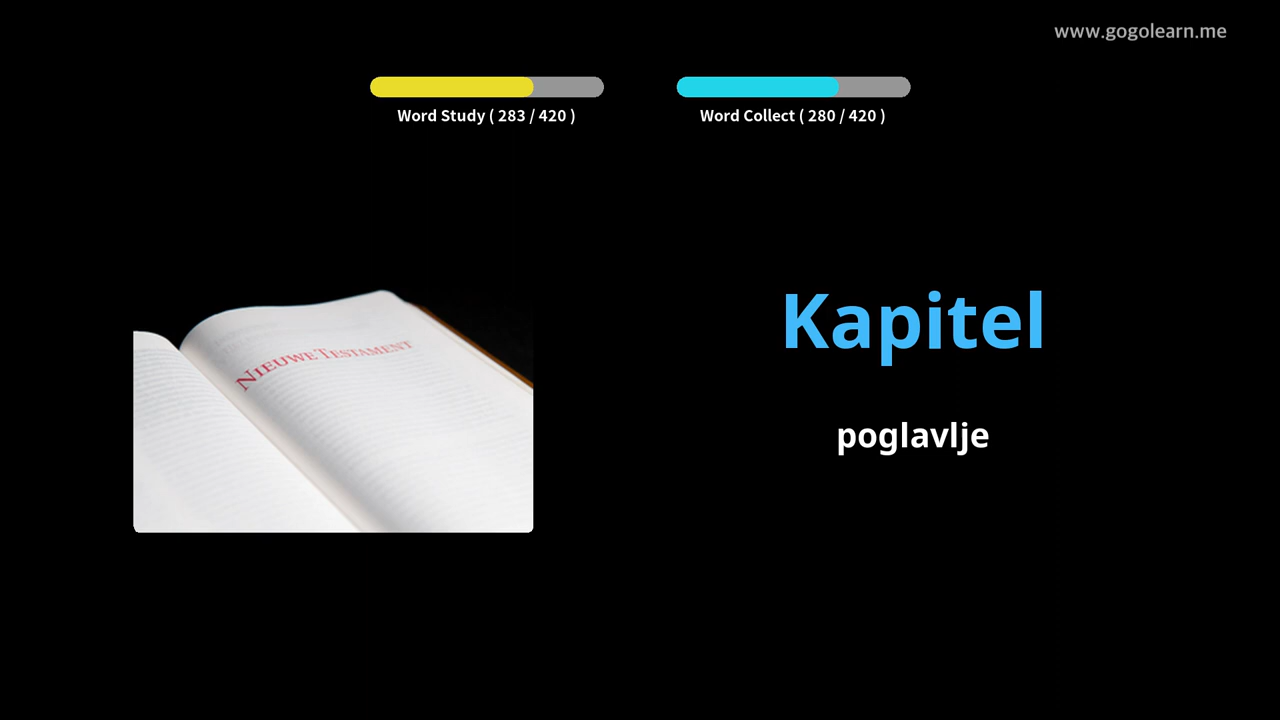 www.gogolearn.me
Word Study ( 283 / 420 )
Word Collect ( 280 / 420 )
NIEUWE TESTAMENT
Kapitel
poglavlje